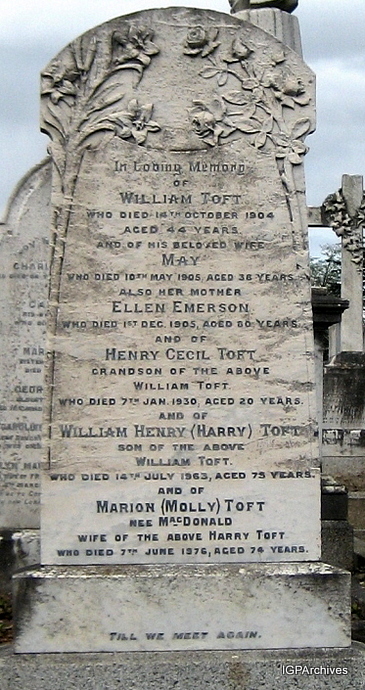 In Loving Memory
OF
WILLIAM TOFT
WHO DIED 14TH OCTOBER 1904
AGED 44 YEARS.
AND OF HIS BELOVED WIFE
MAY
WHO DIED 10TH MAY 1905, AGED 36 YEARS.
ALSO HER MOTHER
ELLEN EMERSON
WHO DIED 1ST DEC. 1905, AGED 80 YEARS.
AND OF
HENRY CECIL TOFT
GRANDSON OF THE ABOVE
WILLIAM TOFT
WHO DIED 7TH JAN. 1930, AGED 20 YEARS.
AND OF
WILLIAM HENRY (HARRY) TOFT
SON OF THE ABOVE
WILLIAM TOFT.
WHO DIED 14TH JULY 1963, AGED 75 YEARS.
AND OF
MARION (MOLLY) TOFT
NEE MACDONALD
WIFE OF THE ABOVE HARRY TOFT
WHO DIED 7TH JUNE 1976, AGED 74 YEARS.
TILL WE MEET AGAIN.
IGPArchives